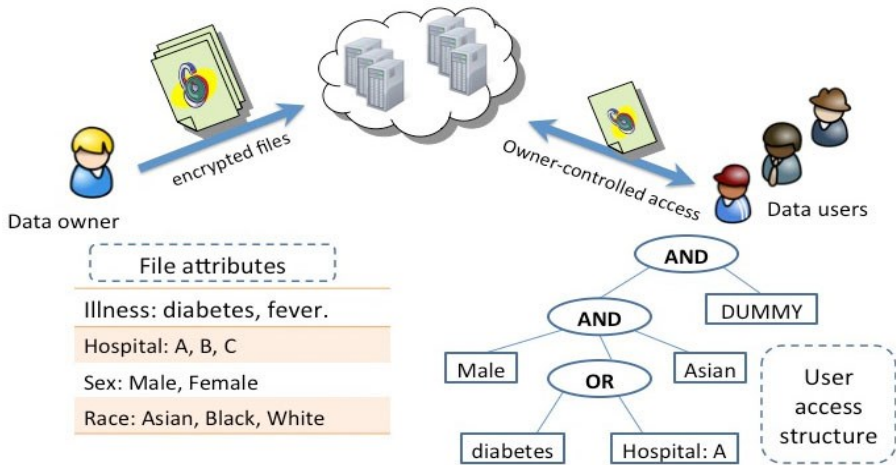 encrypted files
Owner-controlled access
Data owner
Data users
File attributes
Illness: diabetes, fever.
Hospital: A, B, C
Sex: Male, Female
Race: Asian, Black, White
AND
AND
DUMMY
Male
OR
Asian
diabetes
Hospital: A
User
access
structure